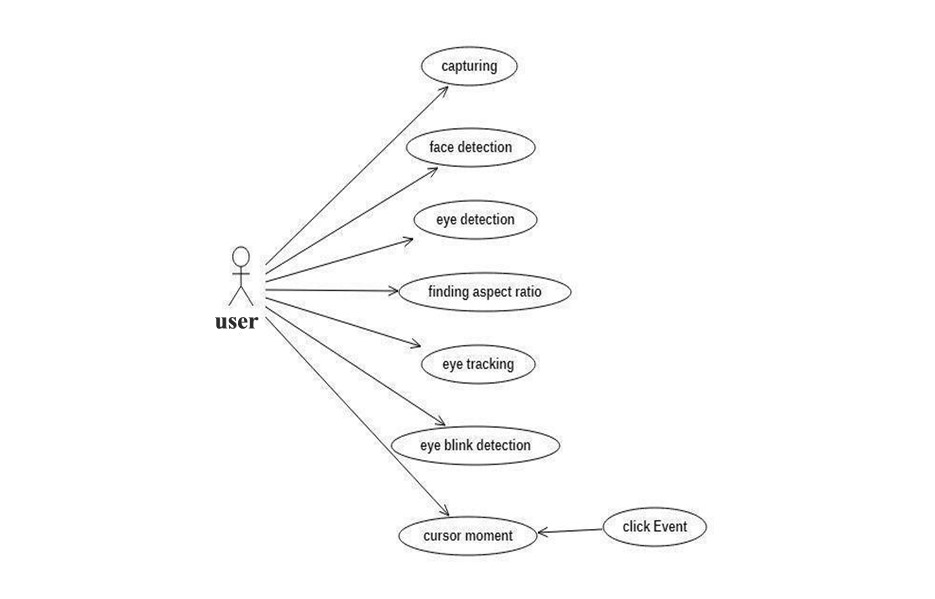 capturing
face detection
eye detection
finding aspect ratio
user
eye tracking
eye blink detection
cursor moment
click Event